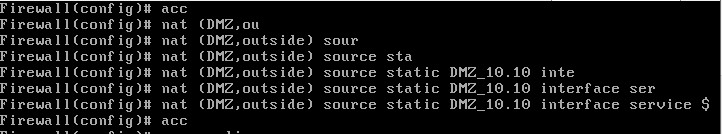 Firewall(config)# acc
Firewall(config)# nat (DMZ,ou
Firewall(config)# nat (DMZ,outside) sour
Firewall(config)# nat (DMZ,outside) source sta
Firewall(config)# nat (DMZ,outside) source static DMZ_10.10 inte
Firewall(config)# nat (DMZ,outside) source static DMZ_10.10 interface ser
Firewall(config)# nat (DMZ,outside) source static DMZ_10.10 interface service $
Firewall(config)# acc